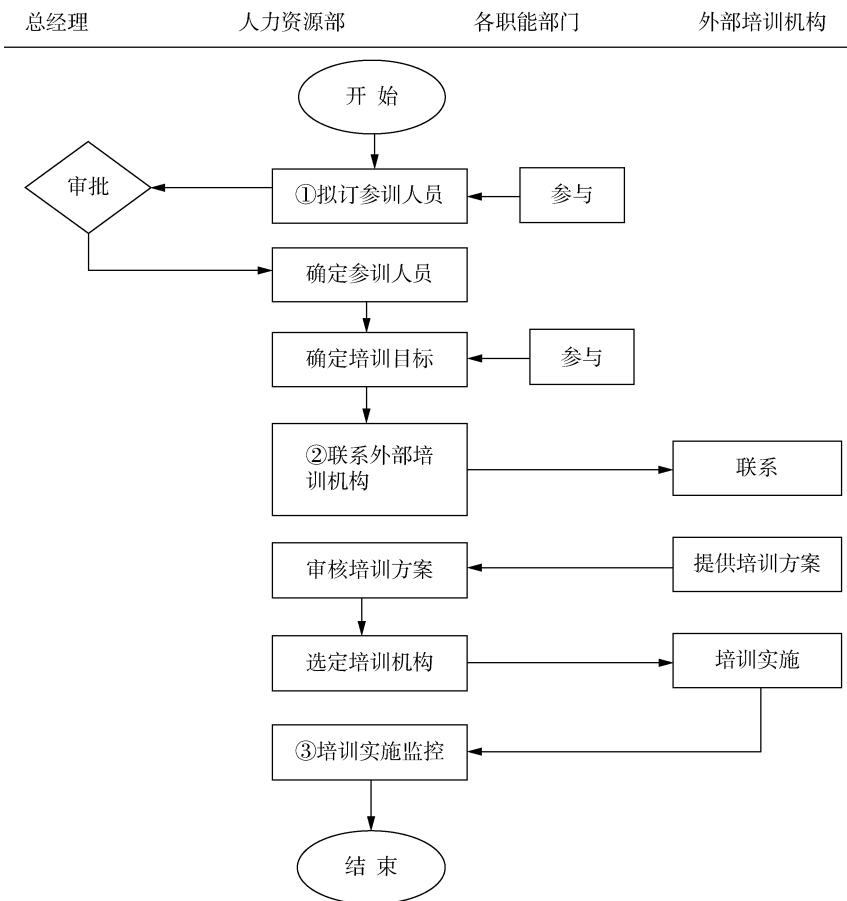 总经理
人力资源部
各职能部门
外部培训机构
开 始
审批
①拟订参训人员
参与
确定参训人员
确定培训目标
参与
②联系外部培
训机构
联系
审核培训方案
提供培训方案
选定培训机构
培训实施
③培训实施监控
结 束